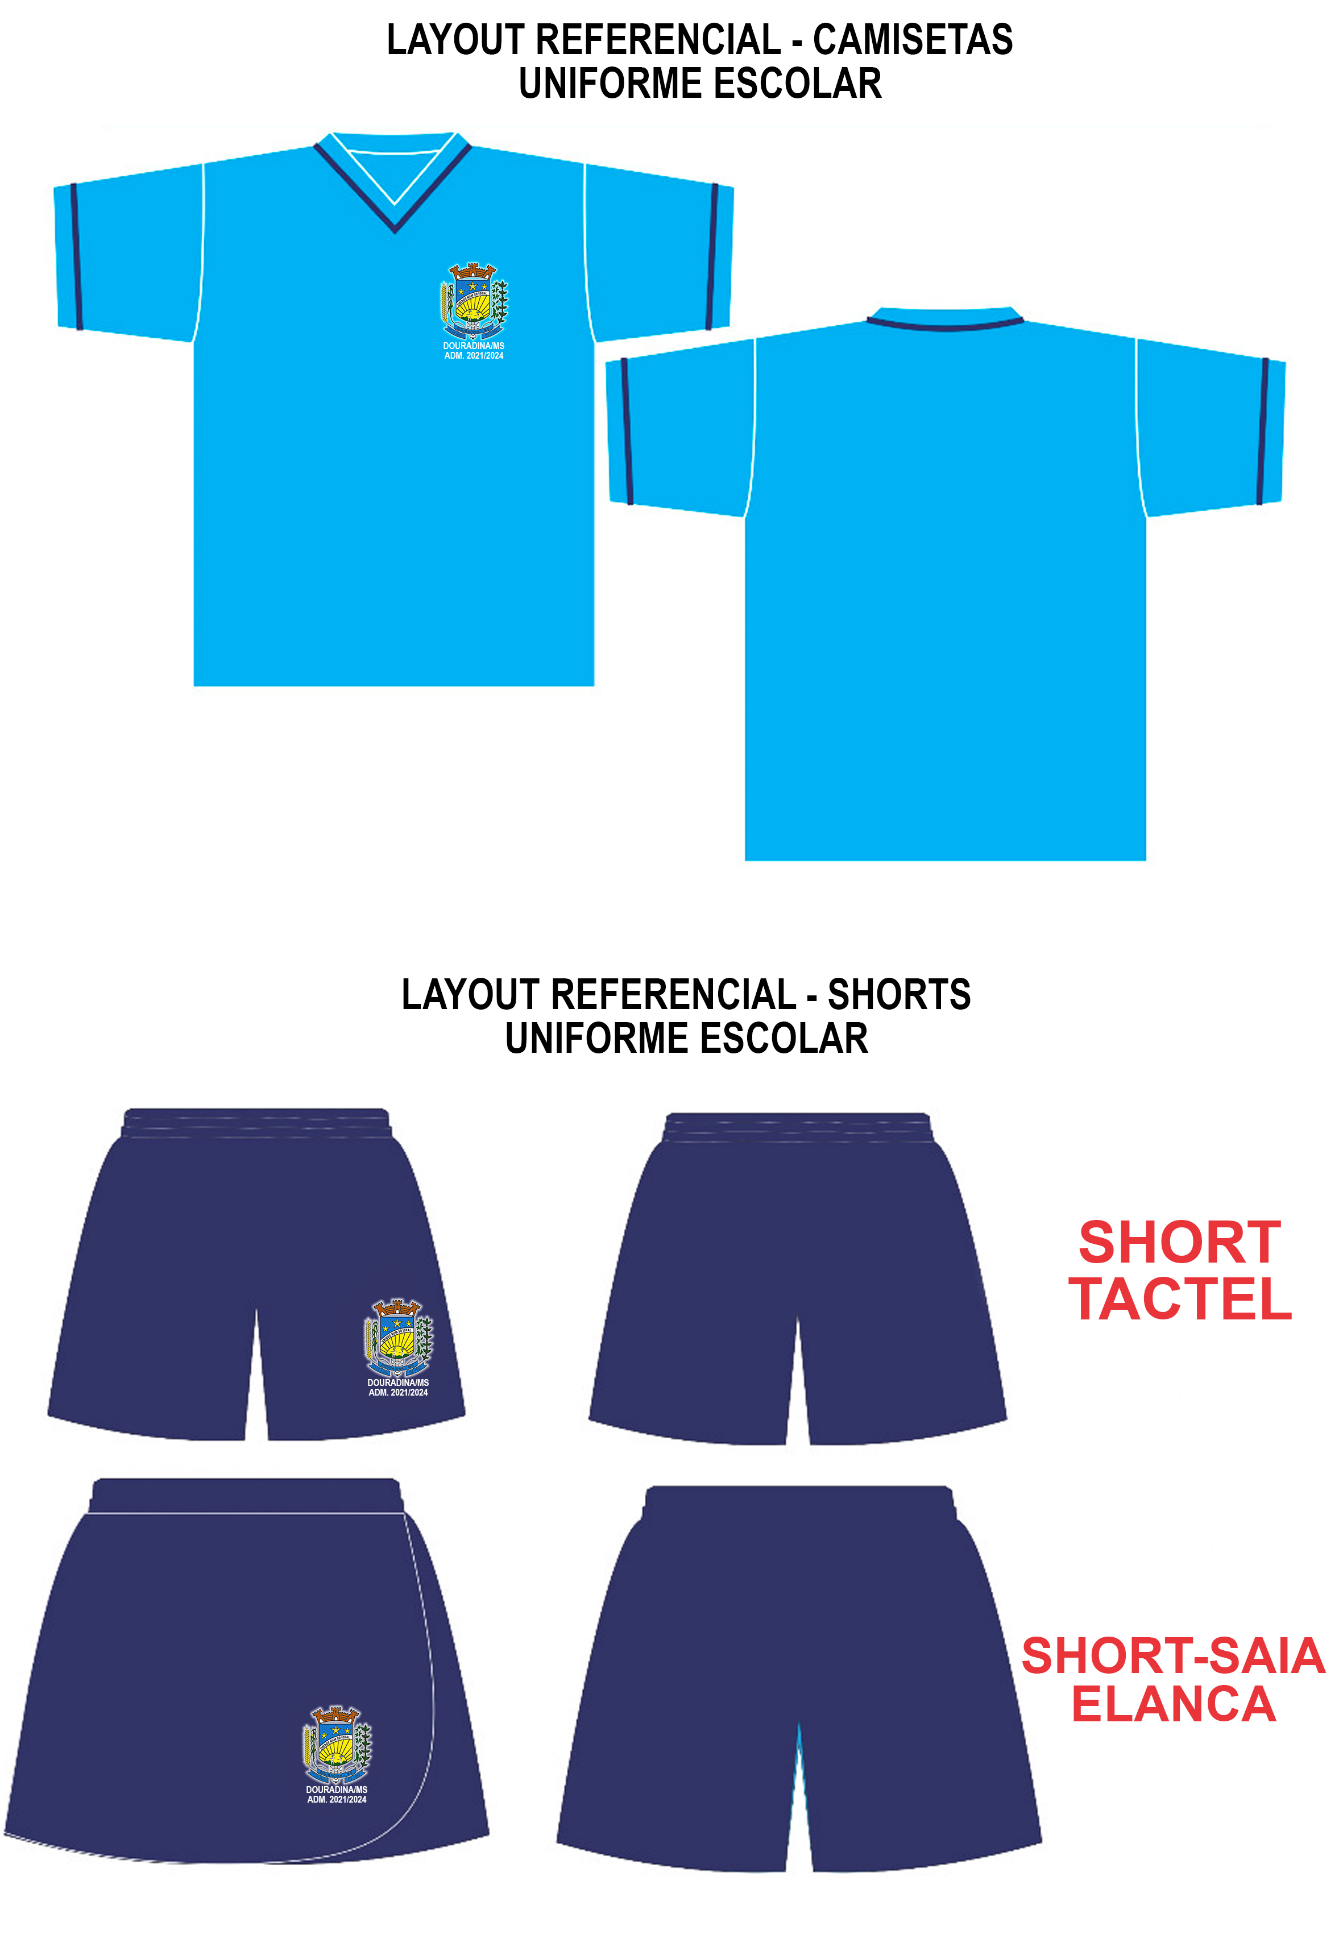 LAYOUT REFERENCIAL - CAMISETAS
UNIFORME ESCOLAR
DOURADINA/MS
ADM. 2021/2024
LAYOUT REFERENCIAL - SHORTS
UNIFORME ESCOLAR
SHORT
TACTEL
DOURADINA/MS
ADM. 2021/2024
SHORT-SAIA
ELANCA
DOURADINA/MS
ADM. 2021/2024